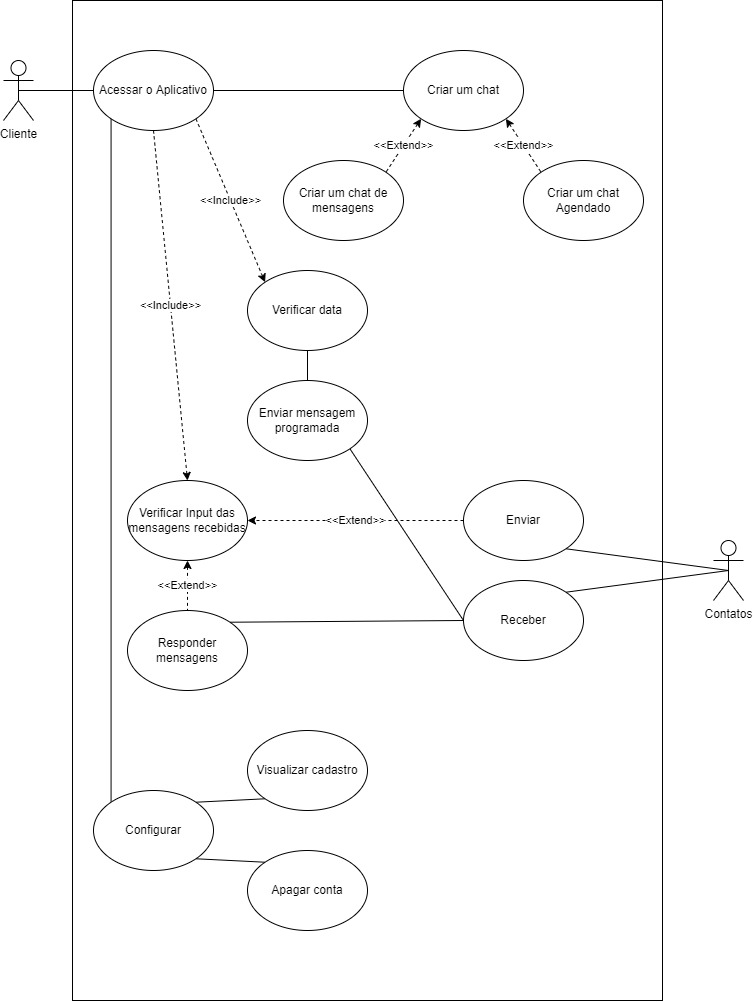 Acessar o Aplicativo
Criar um chat
Cliente
<<Extend>>
<<Extend>>
Criar um chat de
mensagens
Criar um chat
Agendado
<<Include>>
<<Include>>
Verificar data
Enviar mensagem
programada
Verificar Input das
mensagens recebidas
<<Extend>>
Enviar
<<Extend>>
Contatos
Receber
Responder
mensagens
Visualizar cadastro
Configurar
Apagar conta